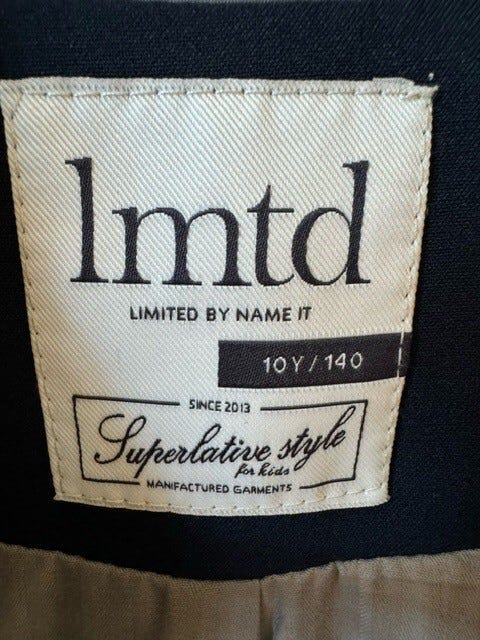 lmtd
LIMITED BY NAME IT
10Y/140
SINCE 2013
Superlative style
for kids
MANIFACTURED GARMENTS